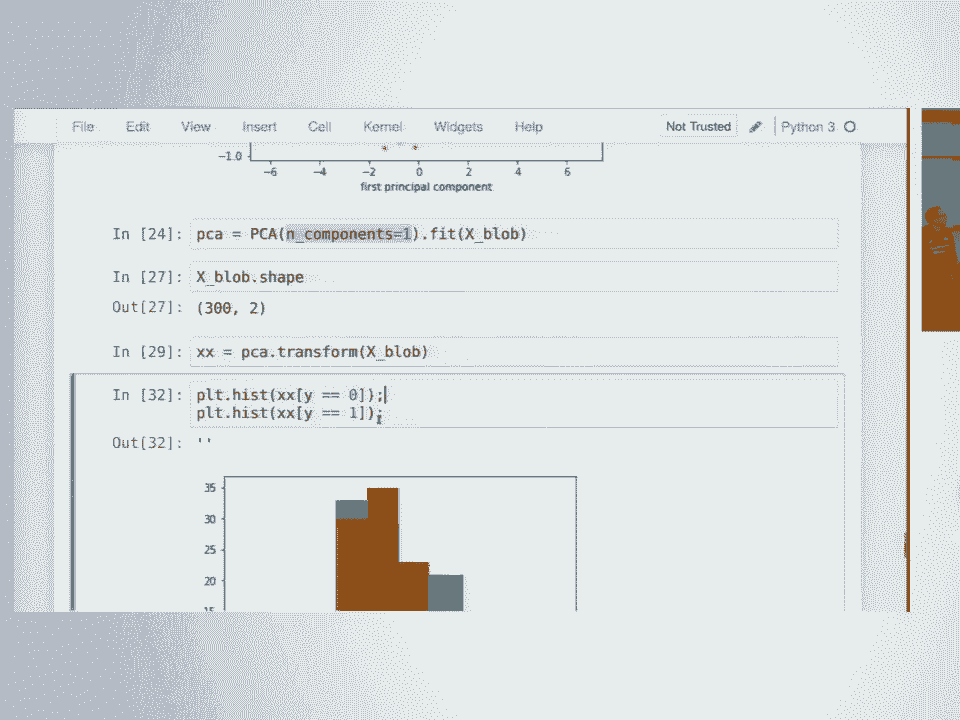 File Edit View Insert Cell Kernel Widgets Help Not Trusted Python 3
−1.0
−6 −4 −2 0 2 4 6
first principal component
In [24]: pca = PCA(n_components=1).fit(X_blob)
In [27]: X_blob.shape
Out[27]: (300, 2)
In [29]: xx = pca.transform(X_blob)
In [32]: plt.hist(xx[y == 0]);
plt.hist(xx[y == 1]);
Out[32]: ''
35
30
25
20
15